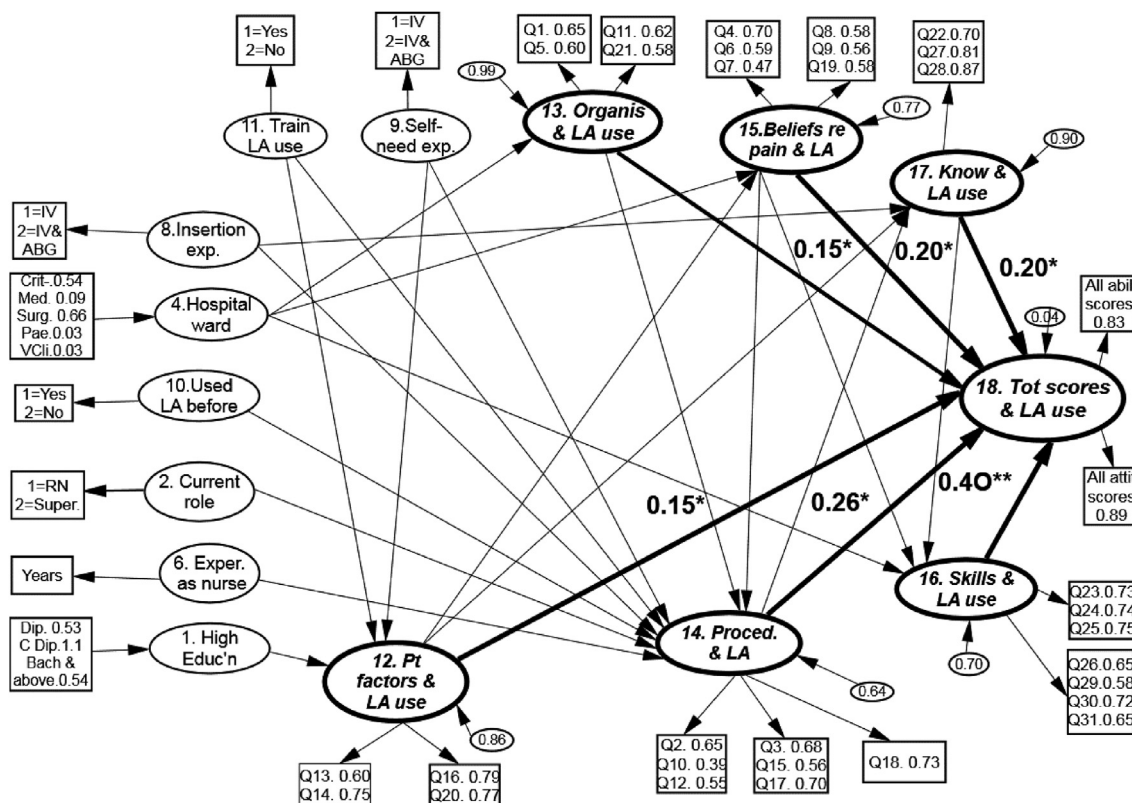 1=Yes
2=No
1=IV
2=IV&
ABG
Q1. 0.65
Q5. 0.60
Q11. 0.62
Q21. 0.58
Q4. 0.70
Q6. 0.59
Q7. 0.47
Q8. 0.58
Q9. 0.56
Q19. 0.58
Q22.0.70
Q27.0.81
Q28.0.87
0.99
0.77
0.90
11. Train
LA use
9.Self-
need exp.
13. Organis
& LA use
15.Beliefs re
pain & LA
17. Know &
LA use
1=IV
2=IV&
ABG
8.Insertion
exp.
0.15*
0.20*
0.20*
Crit-.0.54
Med. 0.09
Surg. 0.66
Pae.0.03
VCli.0.03
4.Hospital
ward
0.04
All abil
scores
0.83
1=Yes
2=No
10.Used
LA before
18. Tot scores
& LA use
1=RN
2=Super.
2. Current
role
0.15*
0.26*
0.4O**
All atti
scores
0.89
Years
6. Exper.
as nurse
16. Skills &
LA use
Q23.0.73
Q24.0.74
Q25.0.75
Dip. 0.53
C Dip.1.1
Bach &
above.0.54
1. High
Educ'n
12. Pt
factors &
LA use
14. Proced.
& LA
0.70
0.64
0.86
Q26.0.65
Q29.0.58
Q30.0.72
Q31.0.65
Q13. 0.60
Q14. 0.75
Q16. 0.79
Q20. 0.77
Q2. 0.65
Q10. 0.39
Q12. 0.55
Q3. 0.68
Q15. 0.56
Q17. 0.70
Q18. 0.73